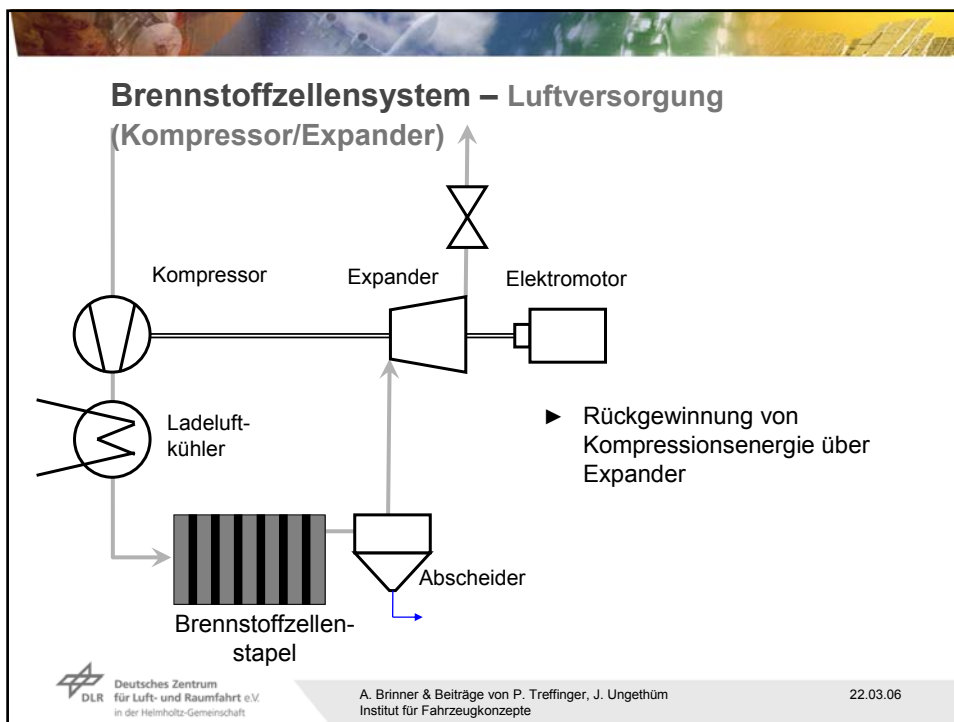 Brennstoffzellensystem – Luftversorgung
(Kompressor/Expander)
Kompressor
Expander
Elektromotor
Ladeluft-
kühler
► Rückgewinnung von
Kompressionsenergie über
Expander
Abscheider
Brennstoffzellen-
stapel
DLR
Deutsches Zentrum
für Luft- und Raumfahrt e.V.
in der Helmholtz-Gemeinschaft
A. Brinner & Beiträge von P. Treffinger, J. Ungethüm
Institut für Fahrzeugkonzepte
22.03.06